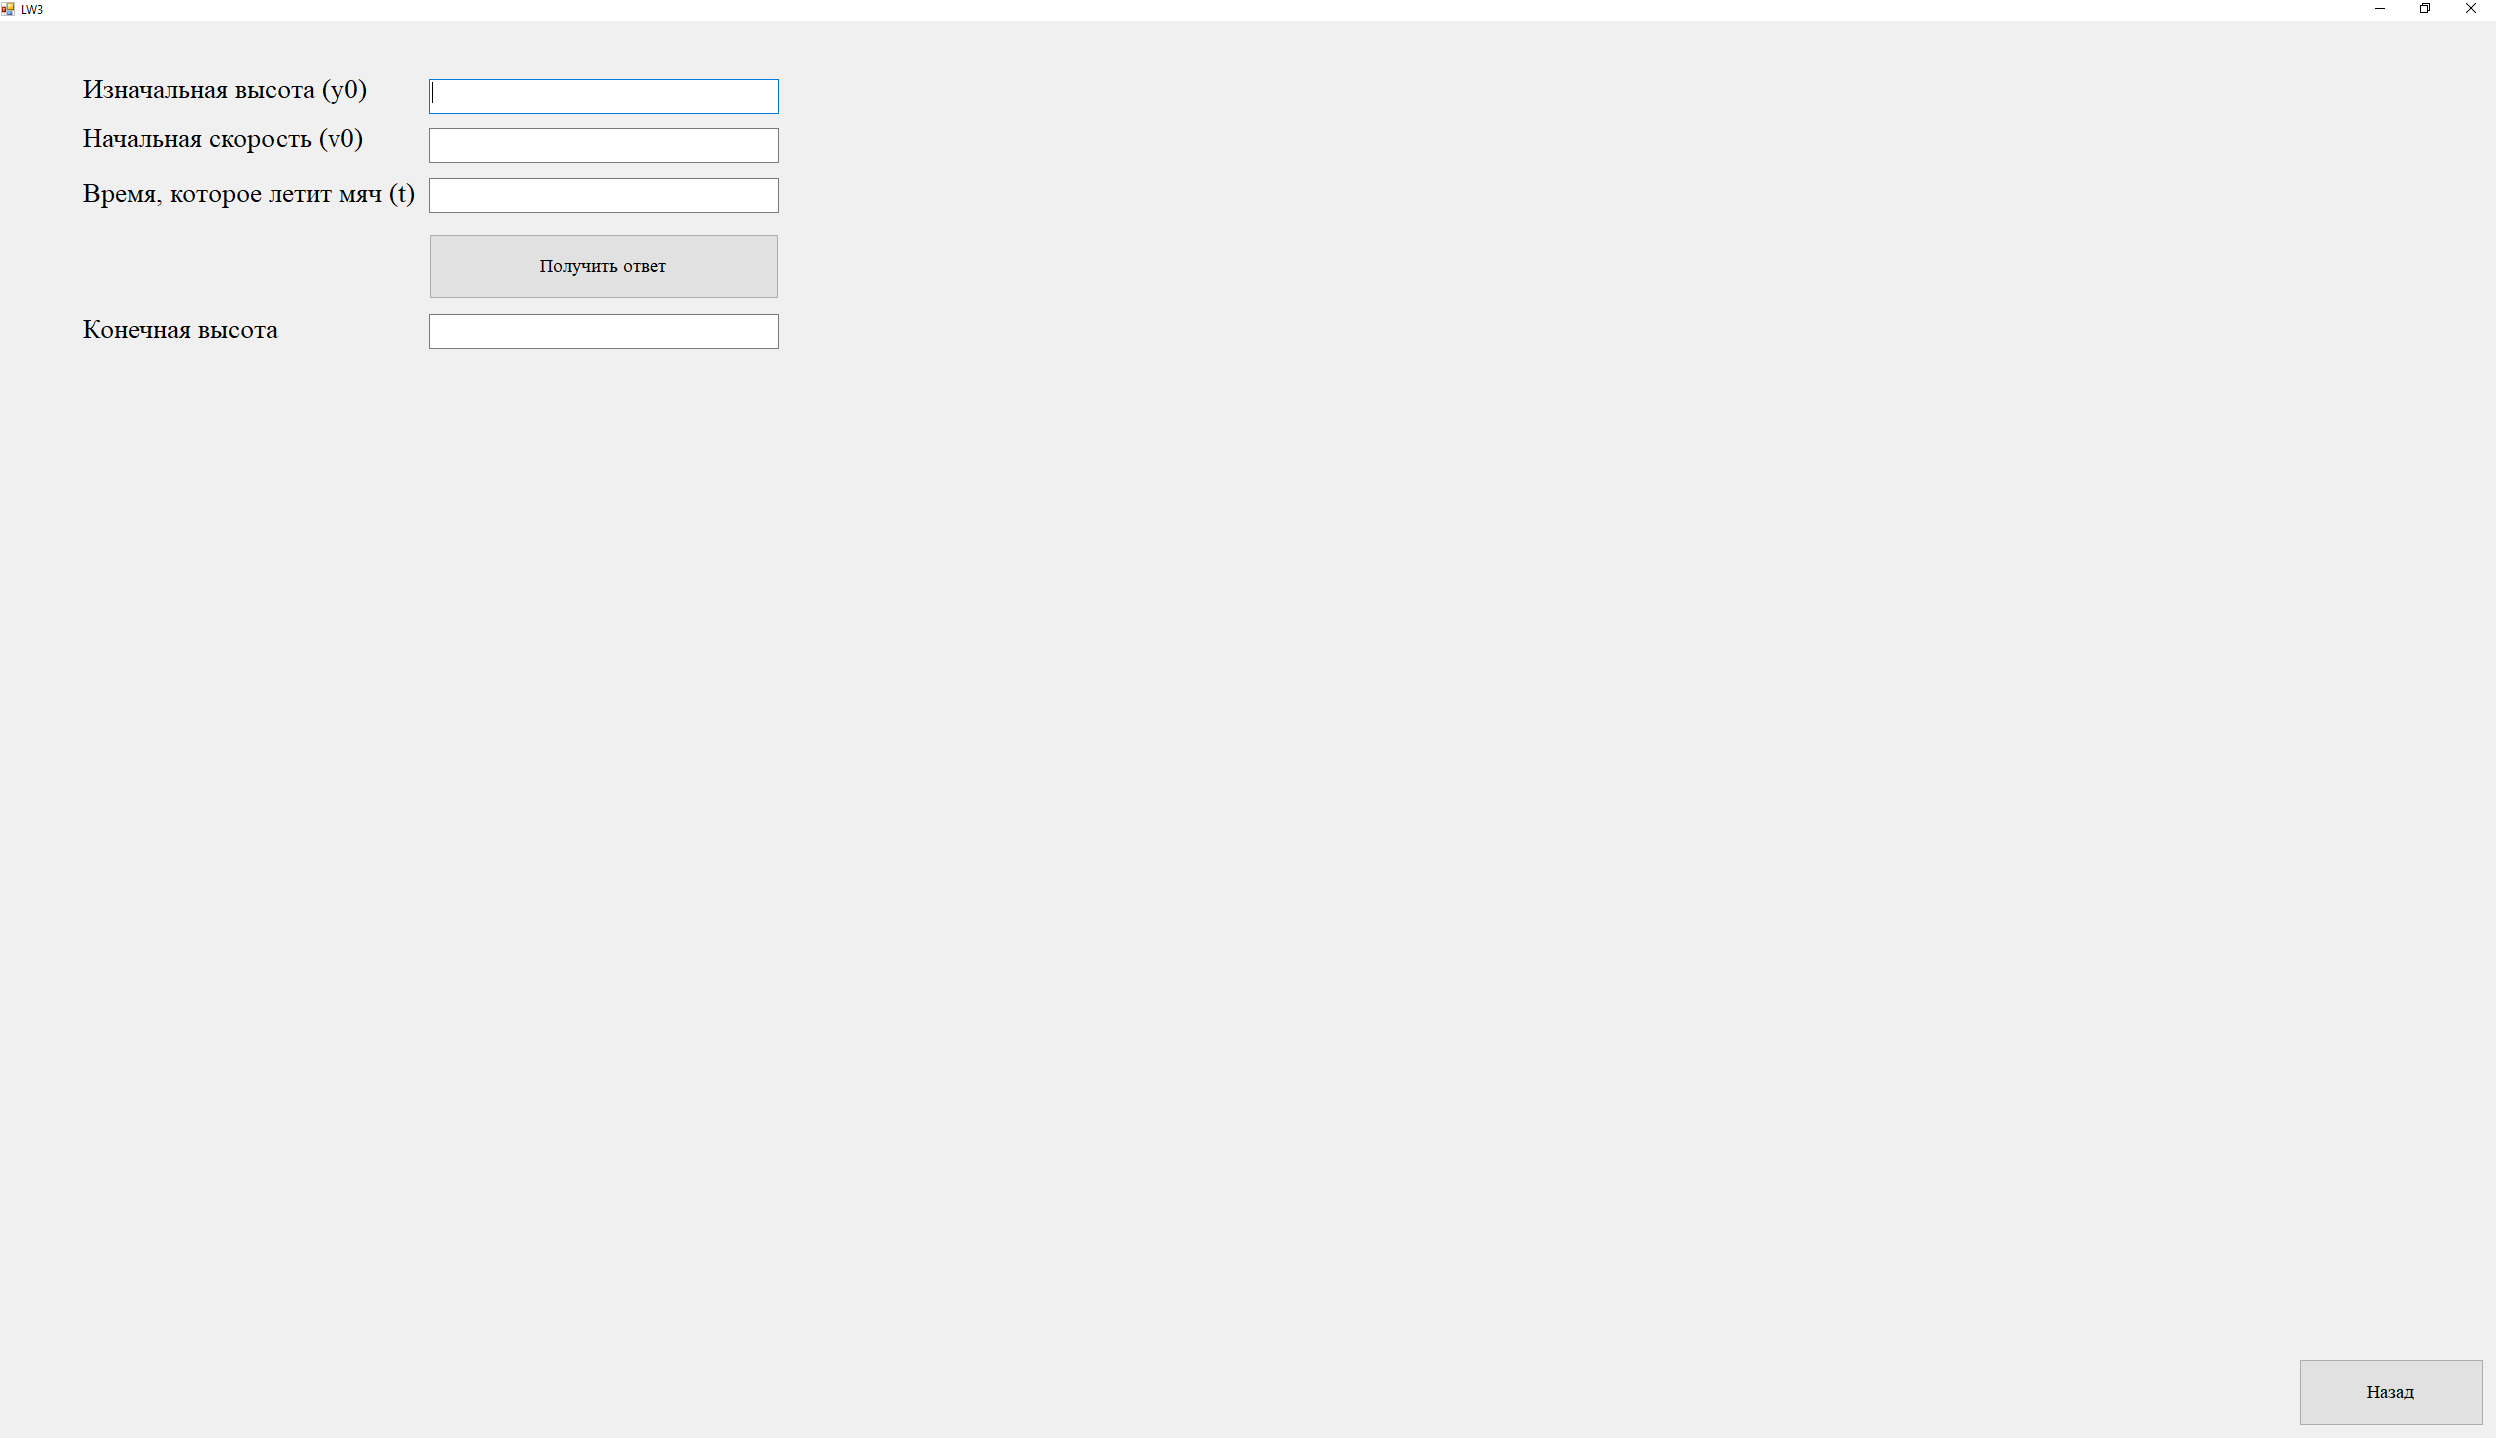 LW3
Изначальная высота (y0)
Начальная скорость (v0)
Время, которое летит мяч (t)
Получить ответ
Конечная высота
Назад